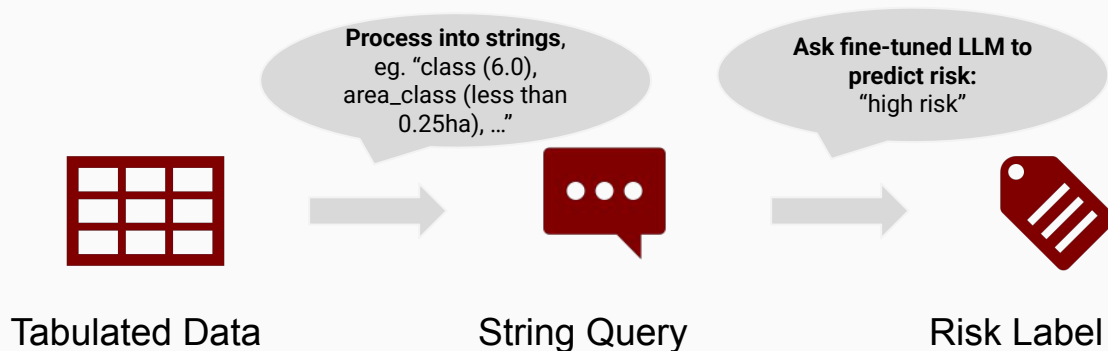 Process into strings,
eg. “class (6.0),
area_class (less than
0.25ha), …”
Ask fine-tuned LLM to
predict risk:
“high risk”
Tabulated Data
String Query
Risk Label